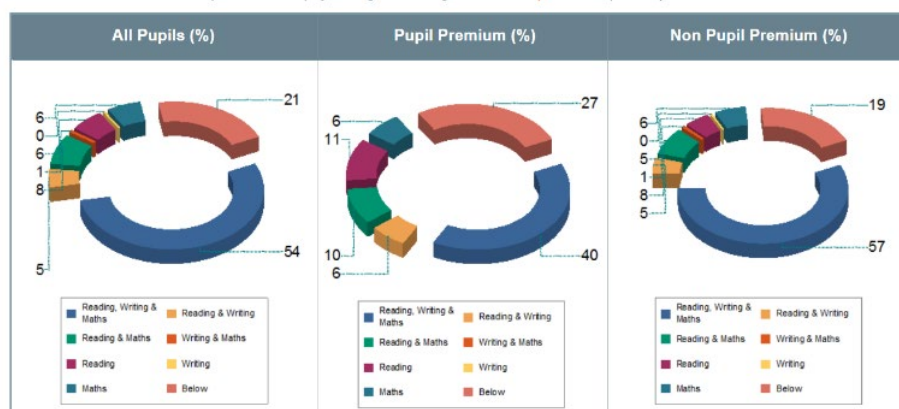 All Pupils (%)
Pupil Premium (%)
Non Pupil Premium (%)
21
6
0
6
1
8
5
54
Reading, Writing & Maths
Reading & Writing
Reading & Maths
Writing & Maths
Reading
Writing
Maths
Below
27
6
11
10
6
40
Reading, Writing & Maths
Reading & Writing
Reading & Maths
Writing & Maths
Reading
Writing
Maths
Below
19
6
0
5
1
8
5
57
Reading, Writing & Maths
Reading & Writing
Reading & Maths
Writing & Maths
Reading
Writing
Maths
Below